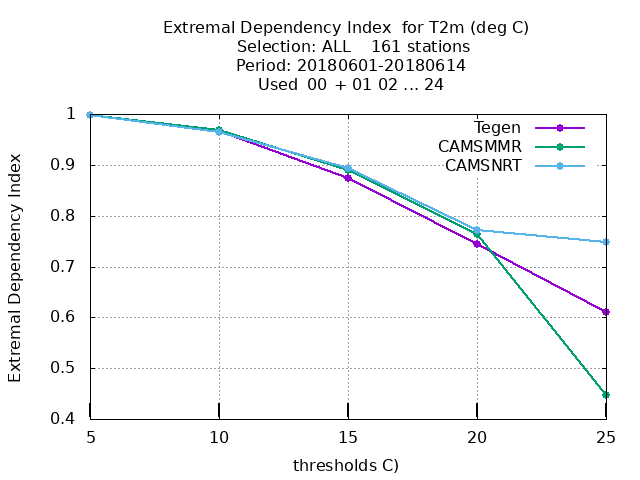 Extremal Dependency Index  for T2m (deg C)
Selection: ALL    161 stations
Period: 20180601-20180614
Used  00  + 01 02 ... 24
Extremal Dependency Index
1
0.9
0.8
0.7
0.6
0.5
0.4
Tegen
CAMSMMR
CAMSNRT
5 10 15 20 25
thresholds C)